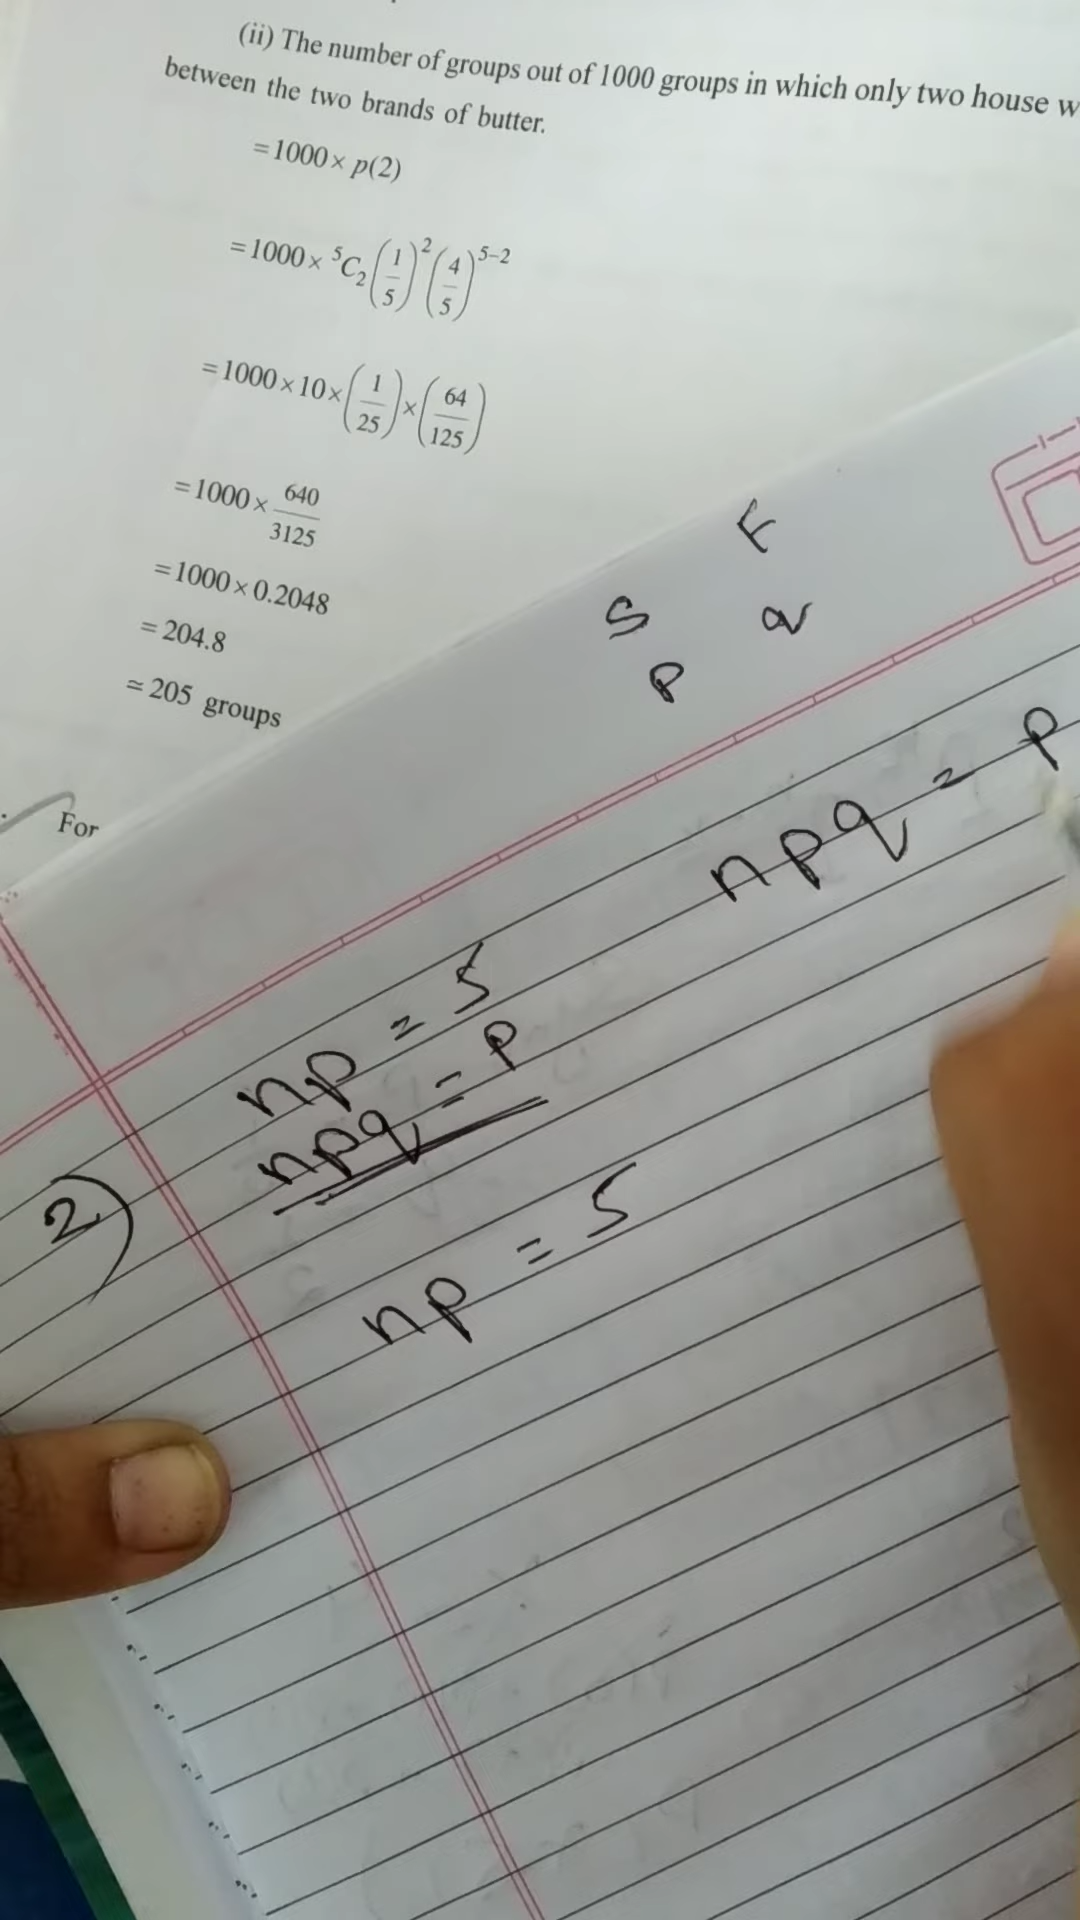 (ii) The number of groups out of 1000 groups in which only two house w
between the two brands of butter.
= 1000 × p(2)
= 1000 × ⁵C₂ (1/5)² (4/5)⁵⁻²
= 1000 × 10 × (1/25) × (64/125)
= 1000 × 640/3125
= 1000 × 0.2048
= 204.8
≃ 205 groups
For
S F
P q
npq = P
2) np = 5
npq = P
np = 5